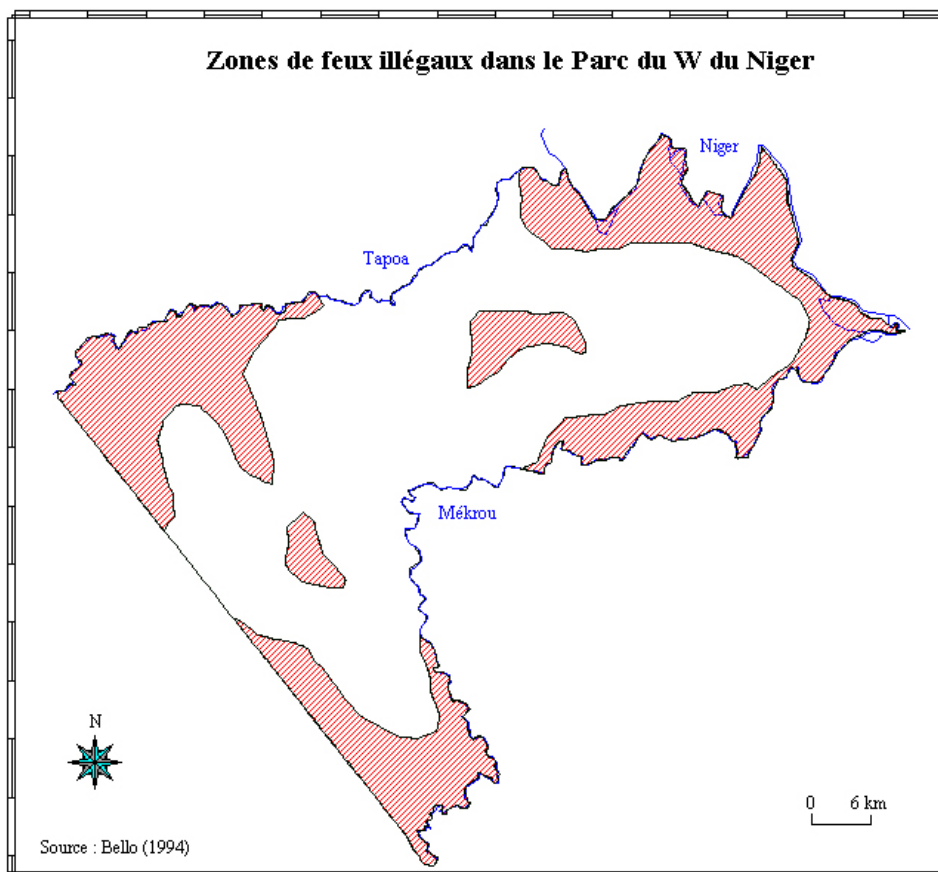 Zones de feux illégaux dans le Parc du W du Niger
Niger
Tapoa
Mékrou
N
0 6 km
Source : Bello (1994)